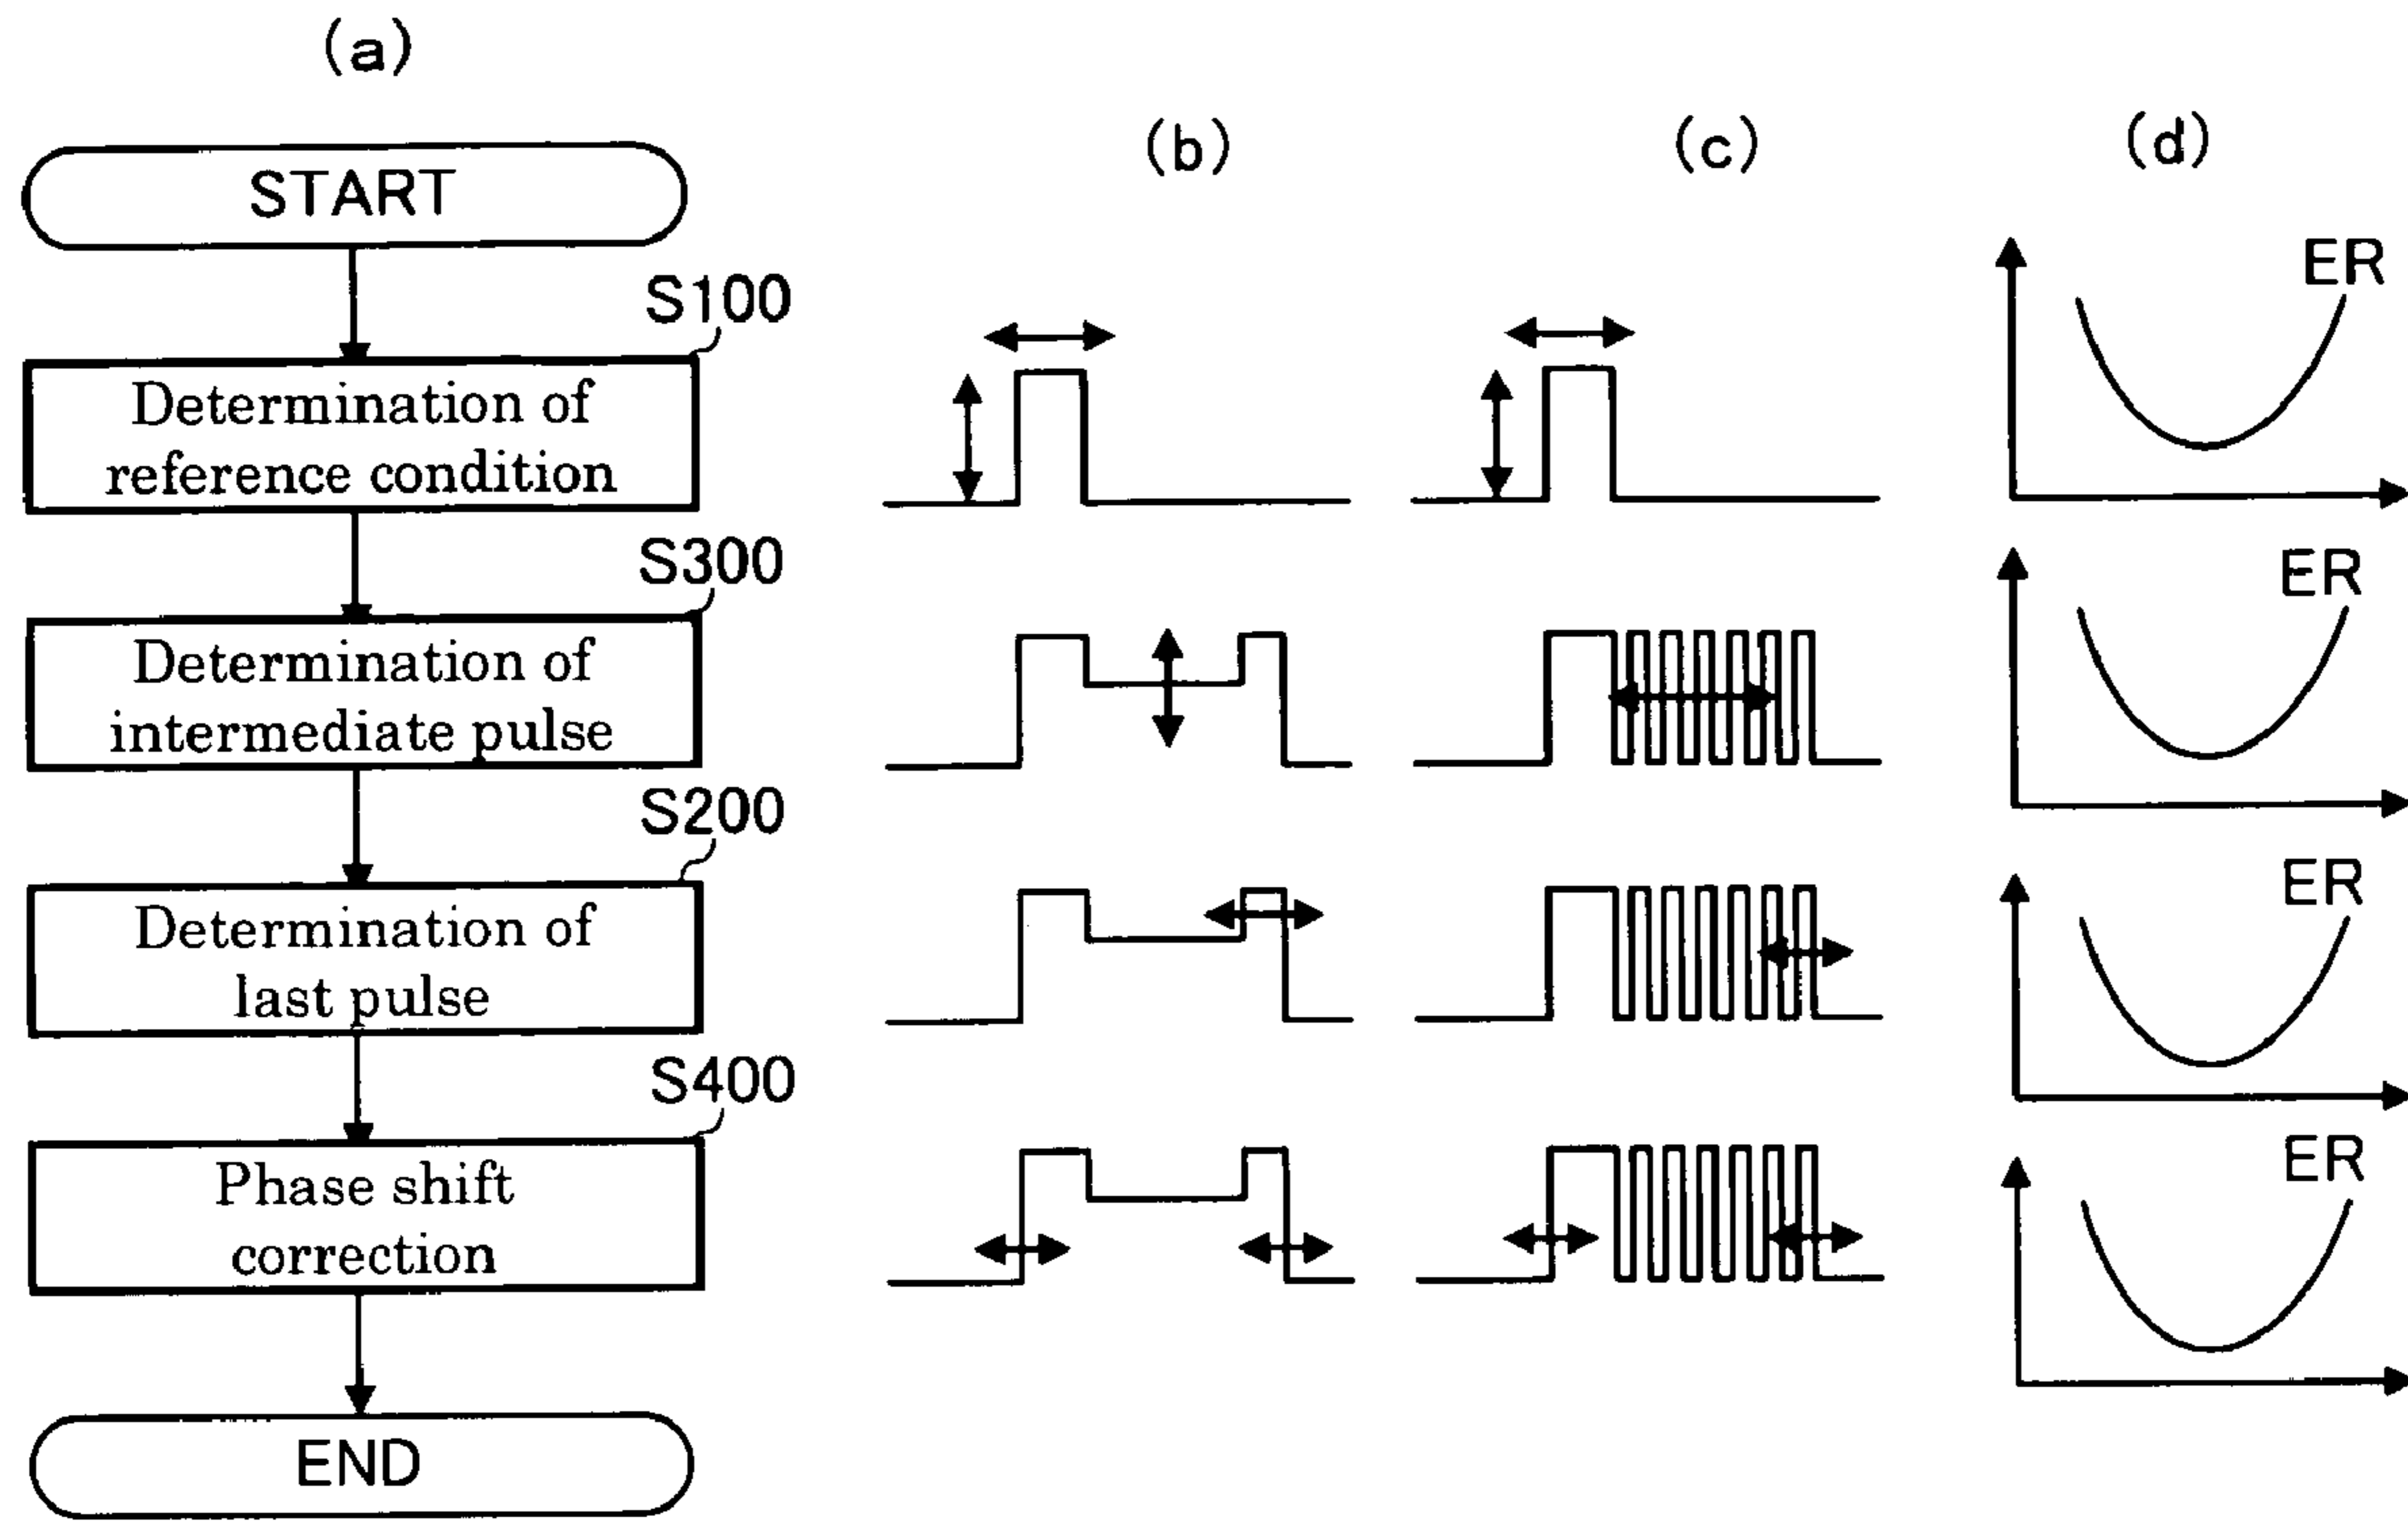 (a)
(b)
(c)
(d)
START
ER
S100
Determination of
reference condition
S300
ER
Determination of
intermediate pulse
S200
ER
Determination of
last pulse
S400
ER
Phase shift
correction
END